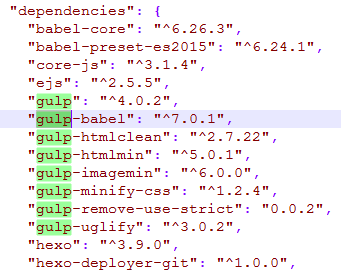 "dependencies": {
"babel-core": "^6.26.3",
"babel-preset-es2015": "^6.24.1",
"core-js": "^3.1.4",
"ejs": "^2.5.5",
"gulp": "^4.0.2",
"gulp-babel": "^7.0.1",
"gulp-htmlclean": "^2.7.22",
"gulp-htmlmin": "^5.0.1",
"gulp-imagemin": "^6.0.0",
"gulp-minify-css": "^1.2.4",
"gulp-remove-use-strict": "0.0.2",
"gulp-uglify": "^3.0.2",
"hexo": "^3.9.0",
"hexo-deployer-git": "^1.0.0",